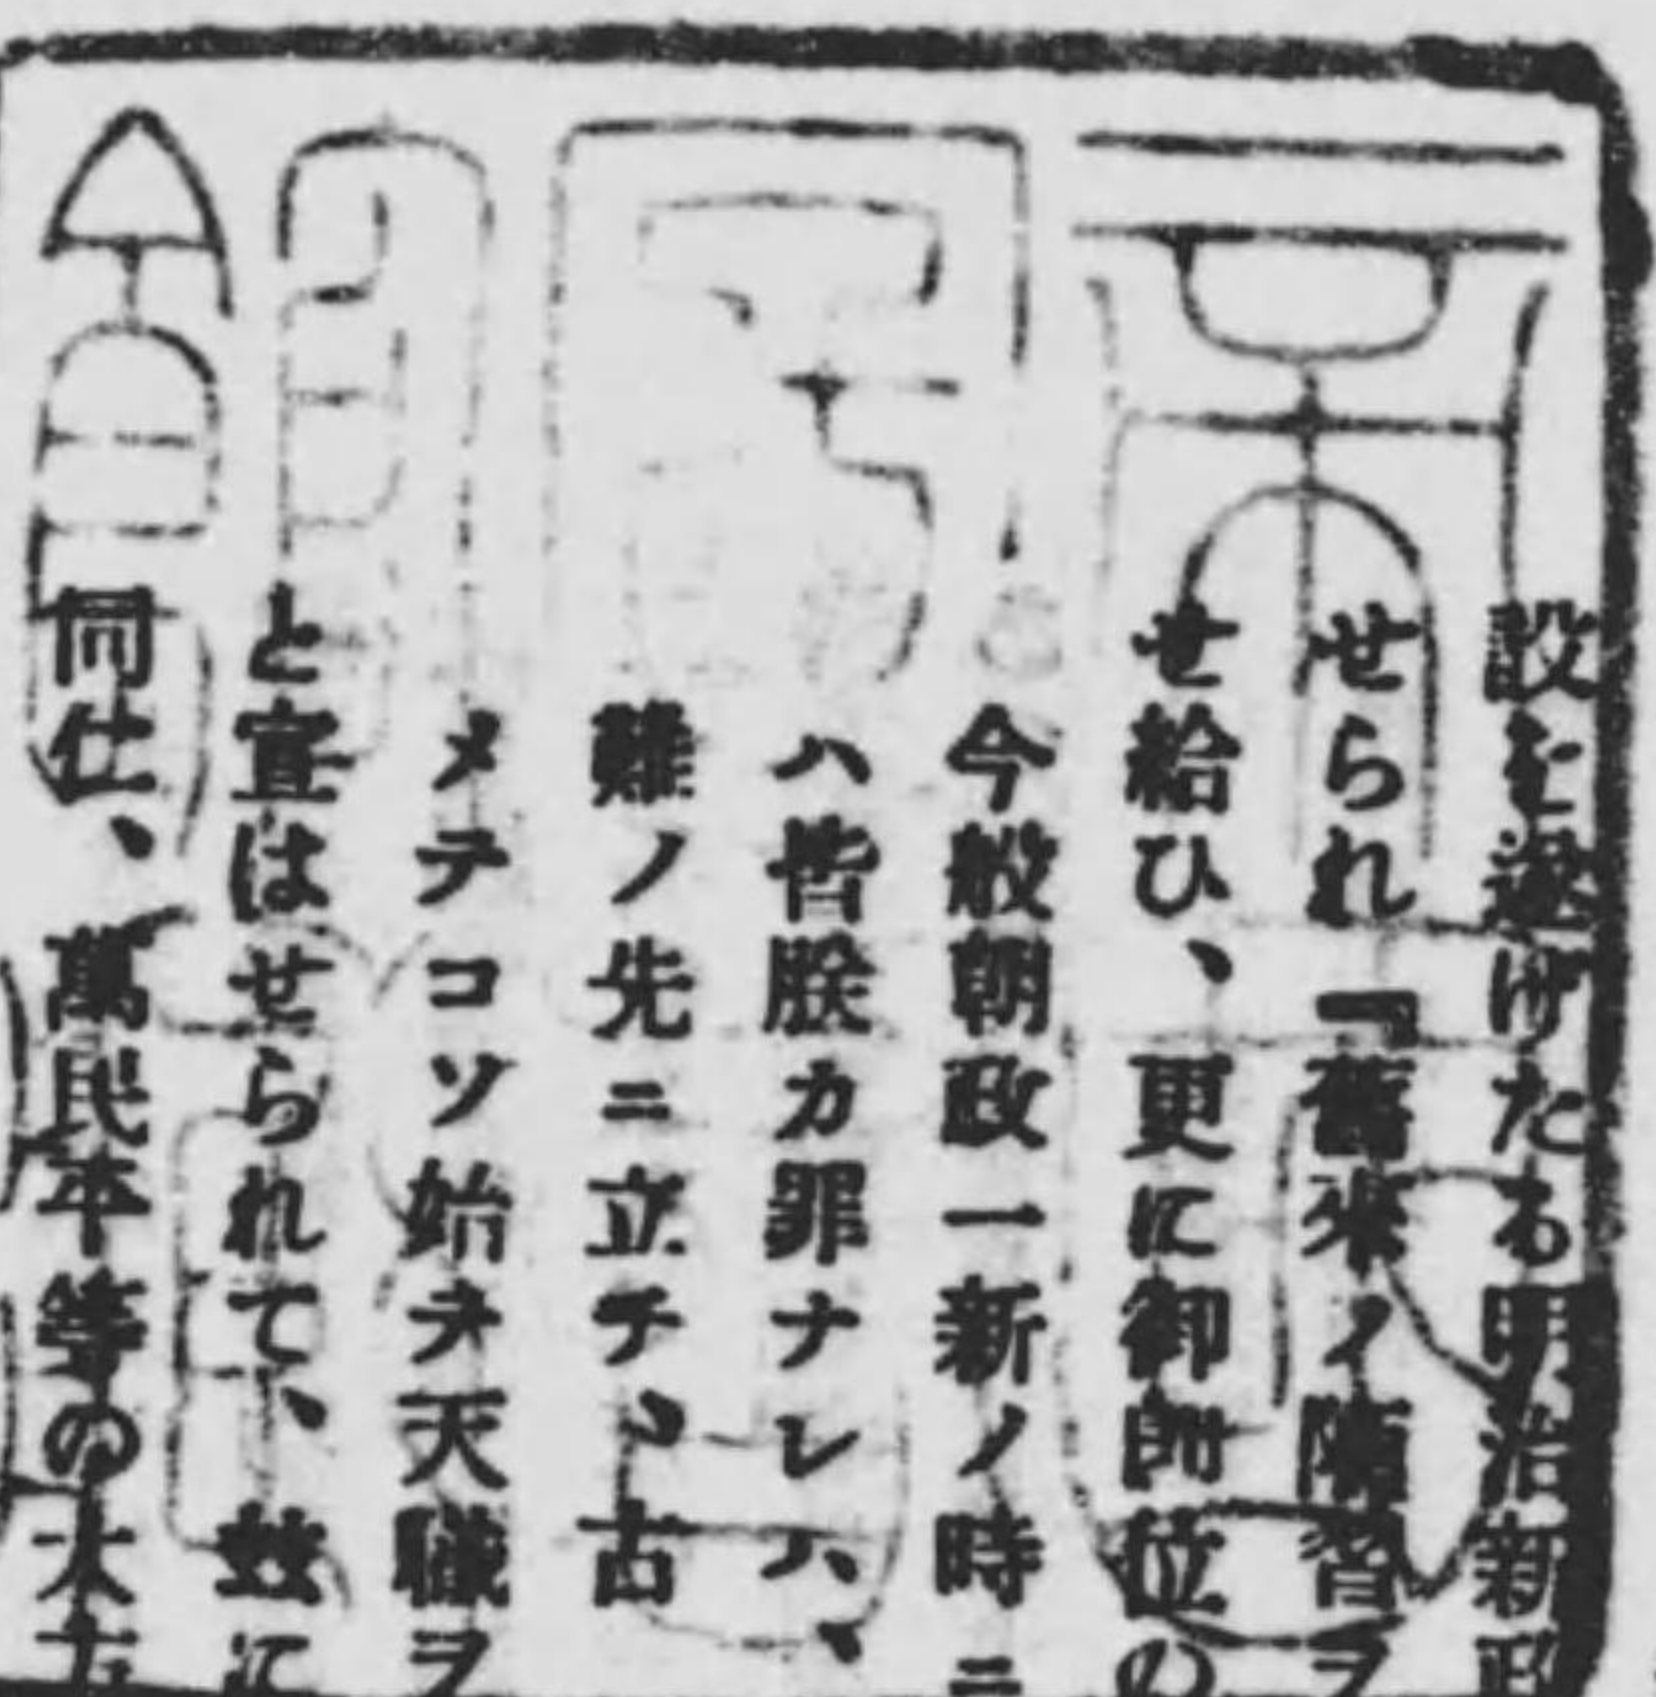 設を遂げたる明治新政
せられ『舊來ノ陋習ヲ
せ給ひ、更に御即位の
今般朝政一新ノ時ニ
ハ皆朕カ罪ナレハ、
難ノ先ニ立チ、古
メテコソ始テ天職ヲ
と宣はせられて、玆に
同仕、萬民平等の大